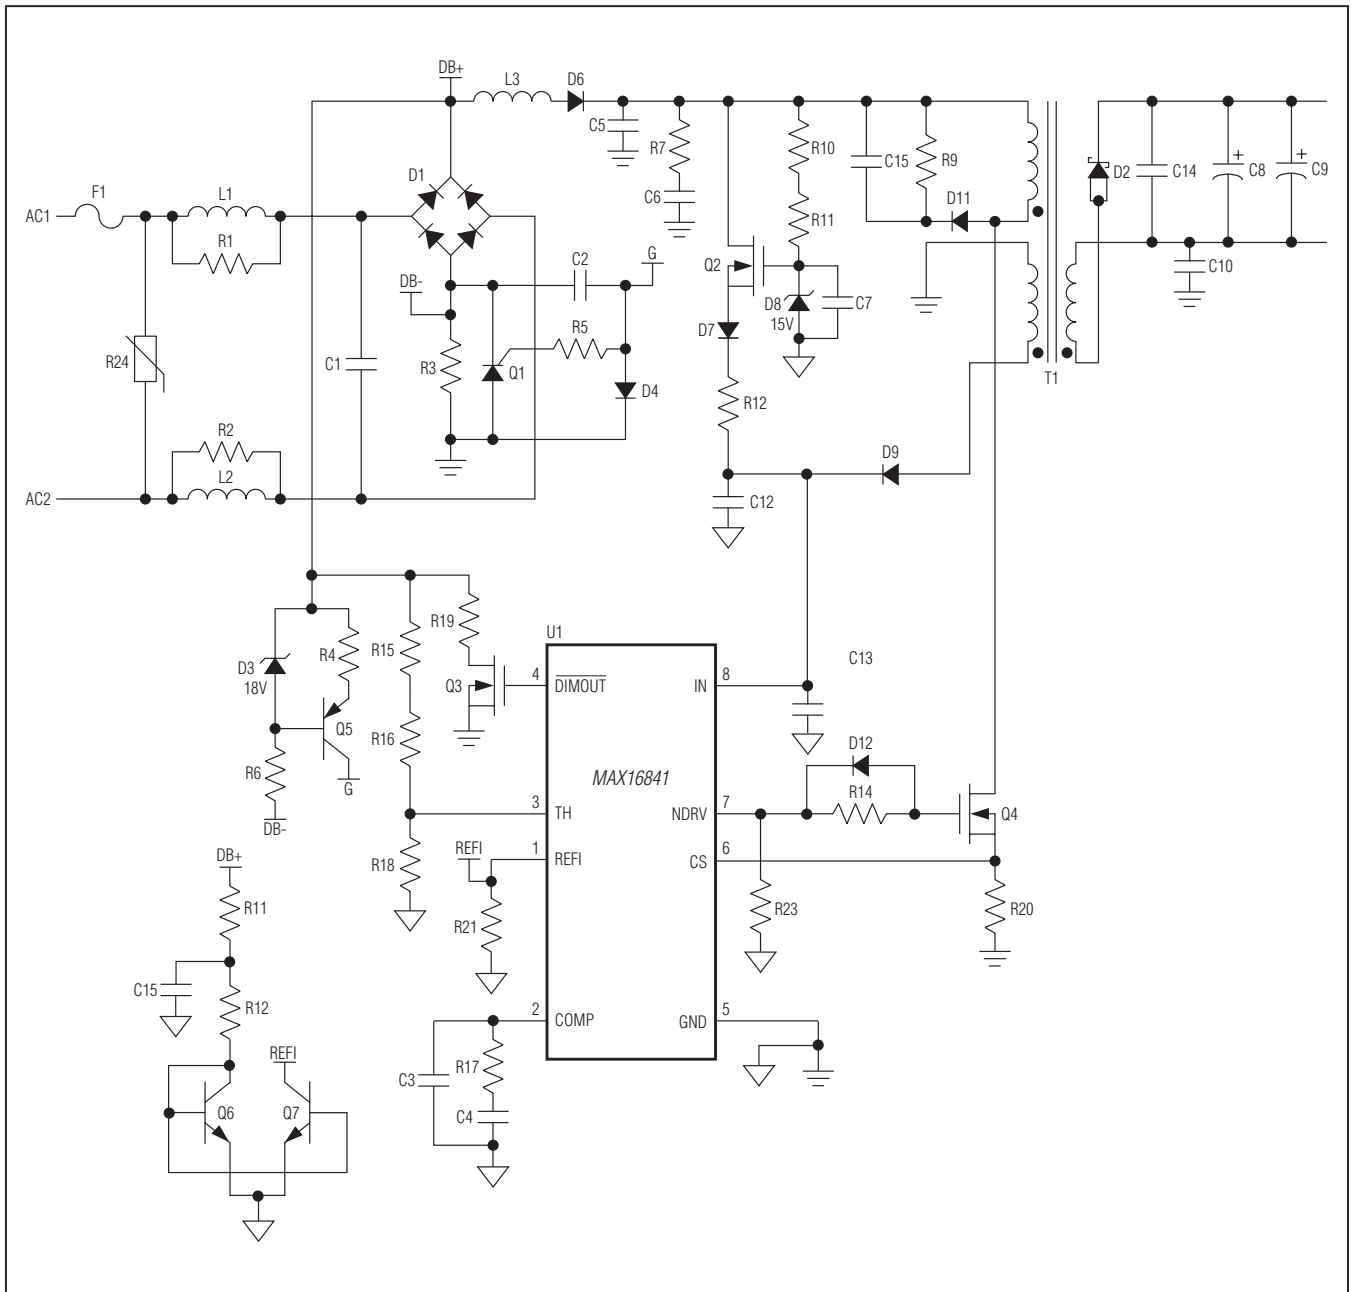 DB+
L3
D6
C5
R7
C6
R10
R11
C15
R9
D11
D2
C14
+
C8
+
C9
F1
AC1
L1
R1
D1
DB-
C2
G
R5
R3
Q1
D4
Q2
D8
15V
C7
C10
D7
R12
T1
R24
C1
R2
L2
AC2
D9
C12
D3
18V
R4
Q5
R6
G
DB-
R15
R16
R18
R19
Q3
U1
4
DIMOUT
IN
8
C13
MAX16841
D12
R14
3
TH
NDRV
7
Q4
REFI
1
REFI
CS
6
R21
R23
R20
DB+
R11
C15
R12
REFI
Q6
Q7
2
COMP
GND
5
C3
R17
C4